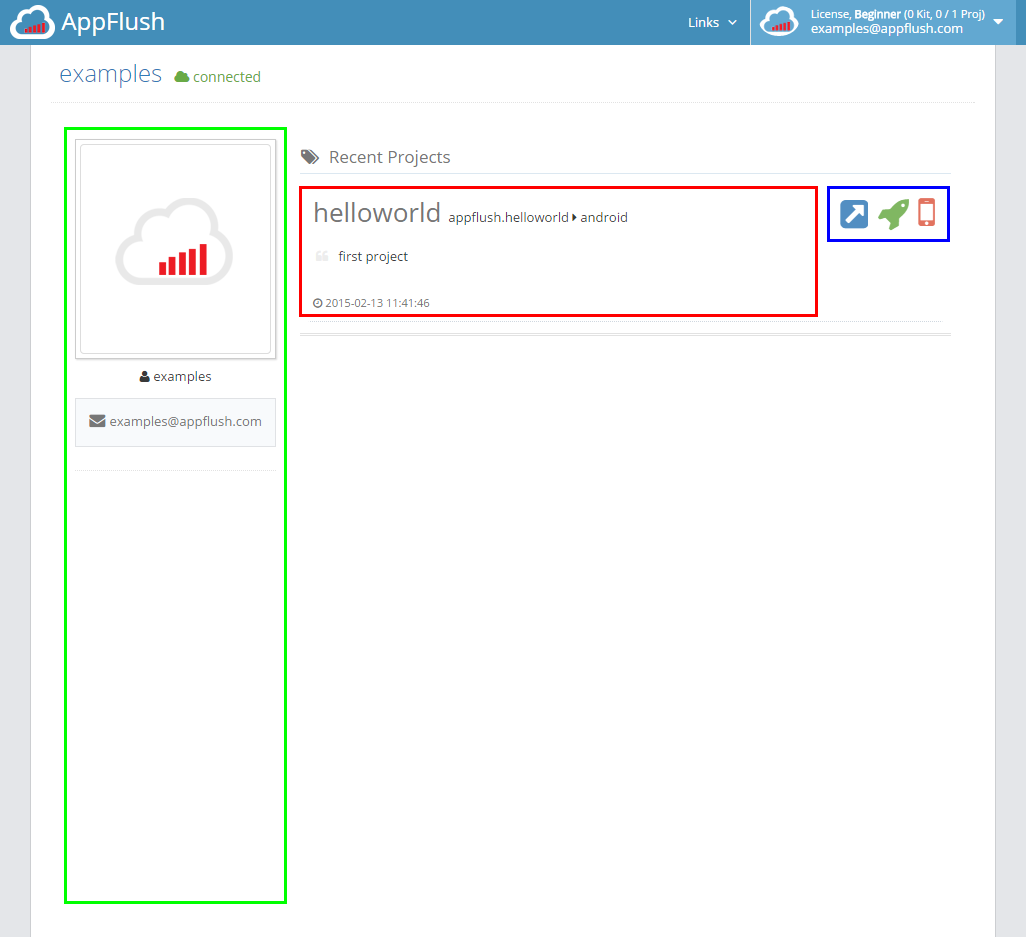 AppFlush
Links
License, Beginner (0 Kit, 0 / 1 Proj)
examples@appflush.com
examples connected
Recent Projects
helloworld appflush.helloworld android
first project
2015-02-13 11:41:46
examples
examples@appflush.com